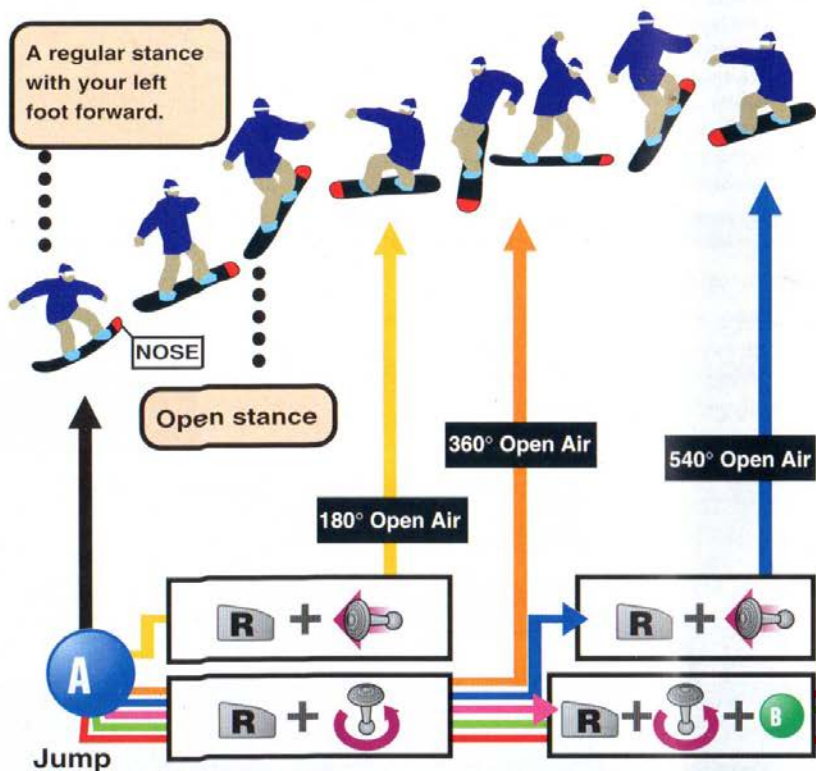 A regular stance
with your left
foot forward.
NOSE
Open stance
360° Open Air
540° Open Air
180° Open Air
R + 
R + 
A
R + 
R + + B
Jump